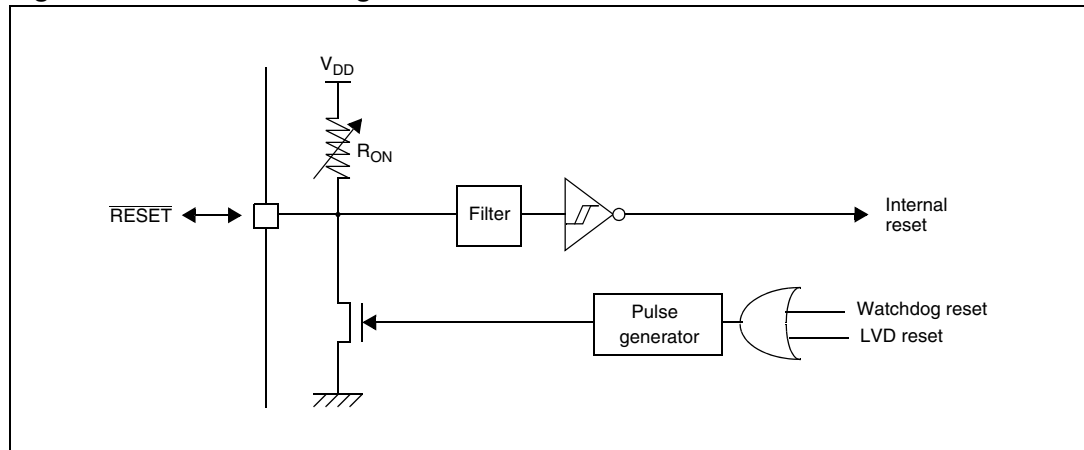 V_DD
R_ON
RESET
Filter
Internal
reset
Pulse
generator
Watchdog reset
LVD reset